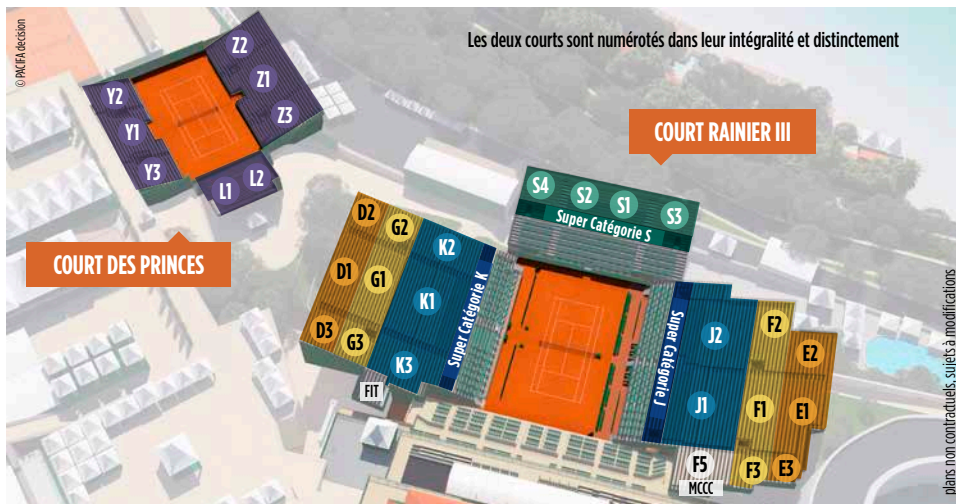 © PACIFA decision
Les deux courts sont numérotés dans leur intégralité et distinctement
Z2
Z1
Z3
Y2
Y1
Y3
L1
L2
COURT DES PRINCES
COURT RAINIER III
S4
S2
S1
S3
Super Catégorie S
D2
G2
K2
D1
G1
K1
D3
G3
K3
Super Catégorie K
FIT
Super Catégorie J
J2
J1
F2
E2
F1
E1
F5
F3
E3
MCCC
plans non contractuels, sujets à modifications